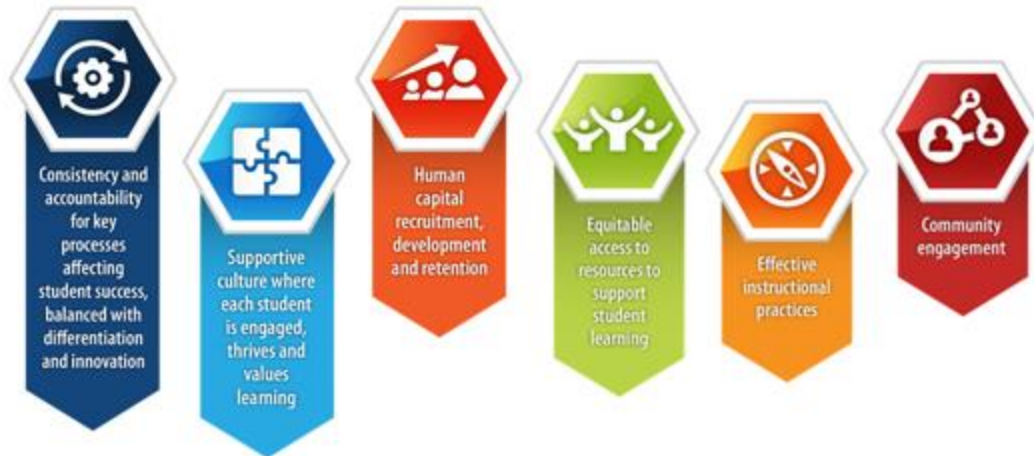 Consistency and
accountability
for key
processes
affecting
student success,
balanced with
differentiation
and innovation
Supportive
culture where
each student
is engaged,
thrives and
values
learning
Human
capital
recruitment,
development
and retention
Equitable
access to
resources to
support
student
learning
Effective
instructional
practices
Community
engagement